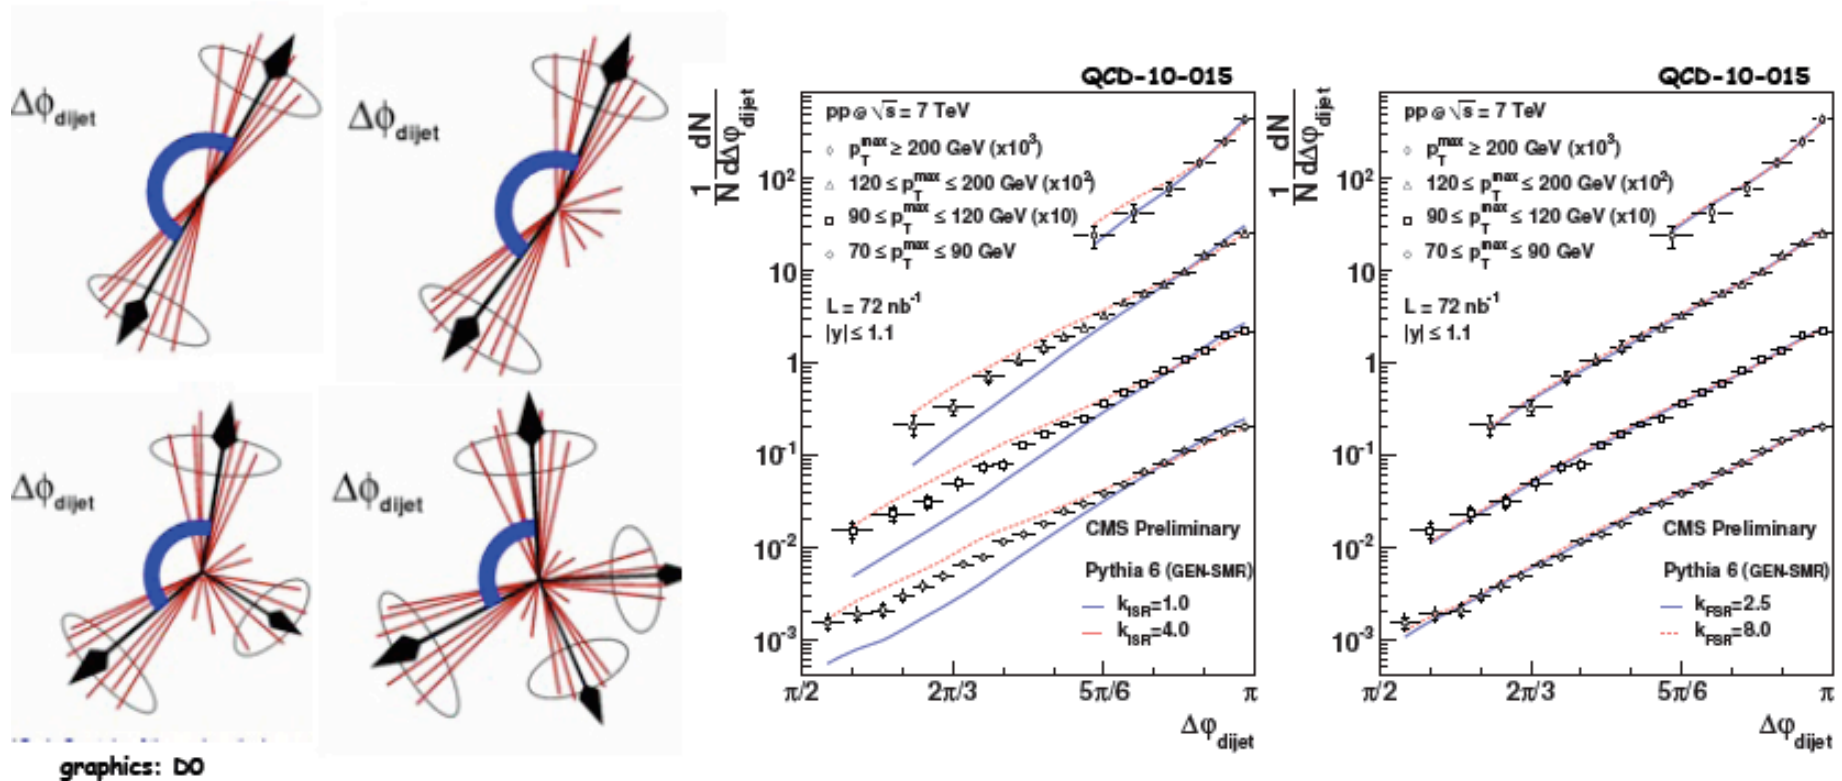 Δϕdijet
Δϕdijet
Δϕdijet
Δϕdijet
graphics: D0
QCD-10-015
1/N dN/dΔφdijet
pp @ √s = 7 TeV
pTmax ≥ 200 GeV (x10³)
120 ≤ pTmax ≤ 200 GeV (x10²)
90 ≤ pTmax ≤ 120 GeV (x10)
70 ≤ pTmax ≤ 90 GeV
L = 72 nb⁻¹
|y| ≤ 1.1
10²
10
1
10⁻¹
10⁻²
10⁻³
CMS Preliminary
Pythia 6 (GEN-SMR)
kISR=1.0
kISR=4.0
π/2 2π/3 5π/6 π
Δφdijet
QCD-10-015
1/N dN/dΔφdijet
pp @ √s = 7 TeV
pTmax ≥ 200 GeV (x10³)
120 ≤ pTmax ≤ 200 GeV (x10²)
90 ≤ pTmax ≤ 120 GeV (x10)
70 ≤ pTmax ≤ 90 GeV
L = 72 nb⁻¹
|y| ≤ 1.1
10²
10
1
10⁻¹
10⁻²
10⁻³
CMS Preliminary
Pythia 6 (GEN-SMR)
kFSR=2.5
kFSR=8.0
π/2 2π/3 5π/6 π
Δφdijet